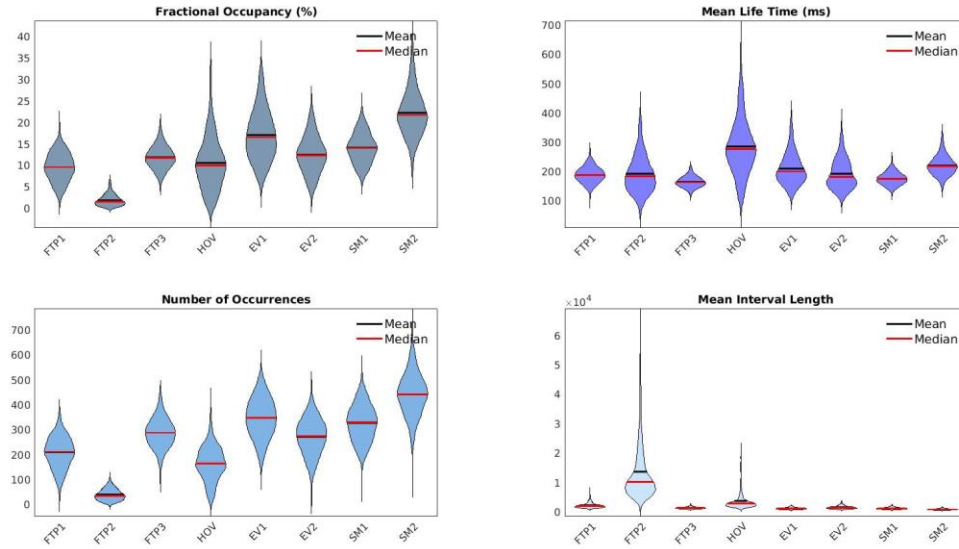 Fractional Occupancy (%)
Mean
Median
40
35
30
25
20
15
10
5
0
FTP1 FTP2 FTP3 HOV EV1 EV2 SM1 SM2
Mean Life Time (ms)
Mean
Median
700
600
500
400
300
200
100
FTP1 FTP2 FTP3 HOV EV1 EV2 SM1 SM2
Number of Occurrences
Mean
Median
700
600
500
400
300
200
100
0
FTP1 FTP2 FTP3 HOV EV1 EV2 SM1 SM2
Mean Interval Length
×10⁴
Mean
Median
6
5
4
3
2
1
0
FTP1 FTP2 FTP3 HOV EV1 EV2 SM1 SM2